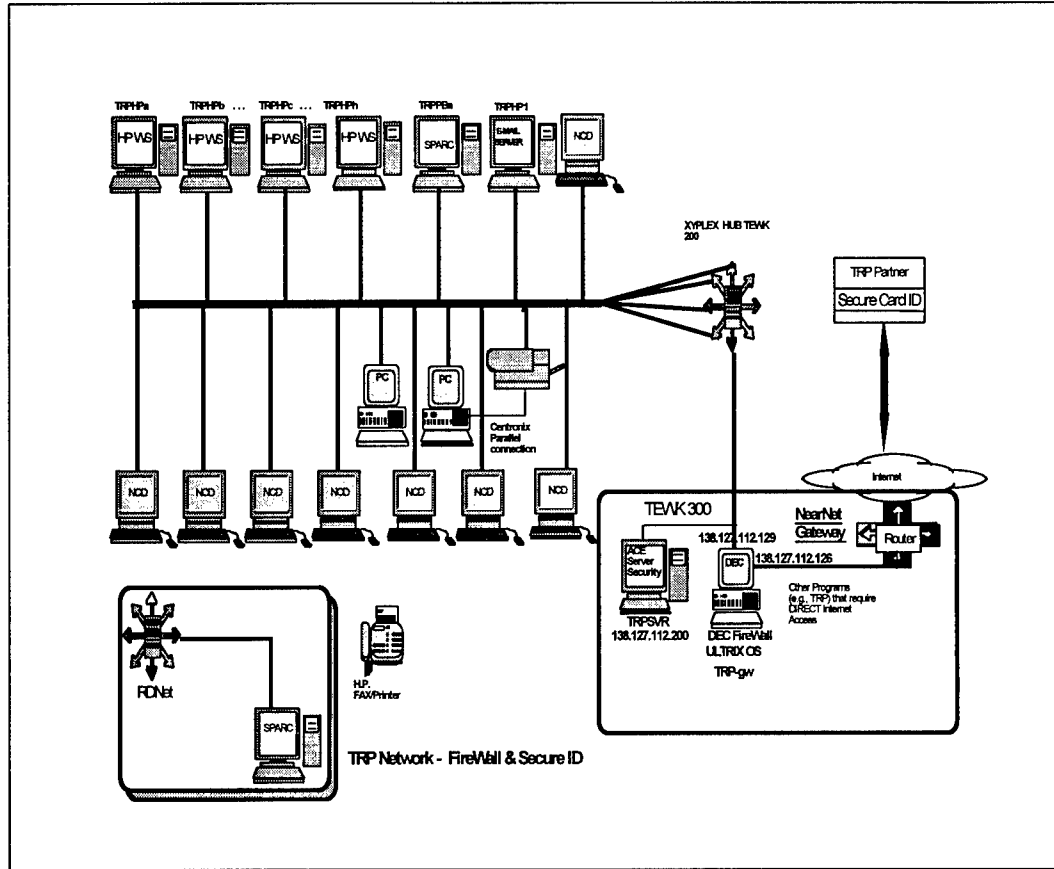 TRPHPa TRPHPb ... TRPHPc ... TRPHPh TRPPBa TRPHP1
HP WS HP WS HP WS HP WS SPARC E-MAIL SERVER NCD
XYPLEX HUB TEWK
200
TRP Partner
Secure Card ID
PC PC
Centronix
Parallel
connection
NCD NCD NCD NCD NCD NCD NCD
Internet
TEWK 300
NearNet
Gateway
Router
138.127.112.129
138.127.112.126
ACE
Server
Security
DEC
TRPSVR
138.127.112.200
DEC FireWall
ULTRIX OS
TRP-gw
Other Programs
(e.g., TRP) that require
DIRECT Internet
Access
RDNet
SPARC
H.P.
FAX/Printer
TRP Network - FireWall & Secure ID